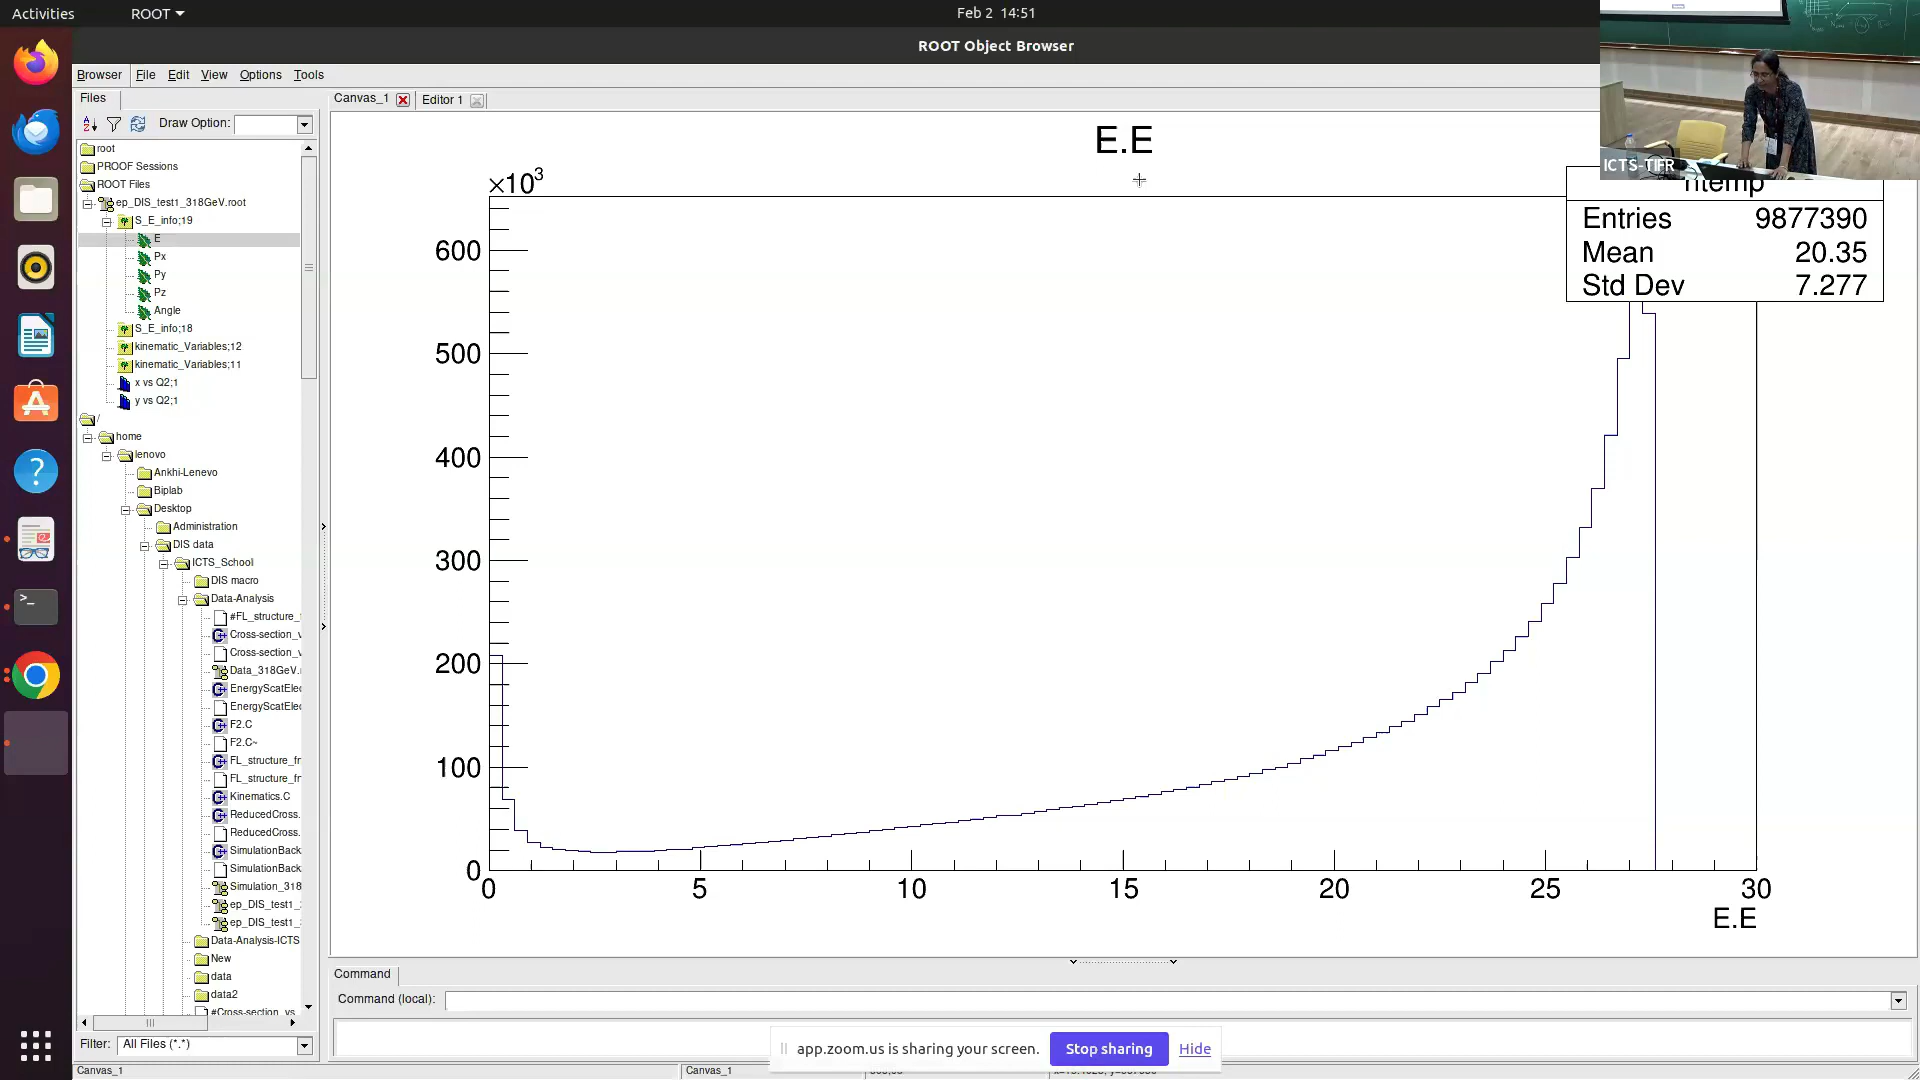 Activities
ROOT
Feb 2 14:51
ROOT Object Browser
Browser File Edit View Options Tools
Files
Canvas_1
Editor 1
Draw Option:
root
PROOF Sessions
ROOT Files
ep_DIS_test1_318GeV.root
S_E_info;19
E
Px
Py
Pz
Angle
S_E_info;18
kinematic_Variables;12
kinematic_Variables;11
x vs Q2;1
y vs Q2;1
/
home
lenovo
Ankhi-Lenevo
Biplab
Desktop
Administration
DIS data
ICTS_School
DIS macro
Data-Analysis
#FL_structure_
Cross-section_v
Cross-section_v
Data_318GeV.
EnergyScatElec
EnergyScatElec
F2.C
F2.C~
FL_structure_fr
FL_structure_fr
Kinematics.C
ReducedCross.
ReducedCross.
SimulationBack
SimulationBack
Simulation_318
ep_DIS_test1_
ep_DIS_test1_
Data-Analysis-ICTS
New
data
data2
#Cross-section_vs
Filter: All Files (*.*)
E.E
×10³
600
500
400
300
200
100
0
0 5 10 15 20 25 30
E.E
ICTS-TIFR
htemp
Entries 9877390
Mean 20.35
Std Dev 7.277
Command
Command (local):
app.zoom.us is sharing your screen.
Stop sharing
Hide
Canvas_1
Canvas_1